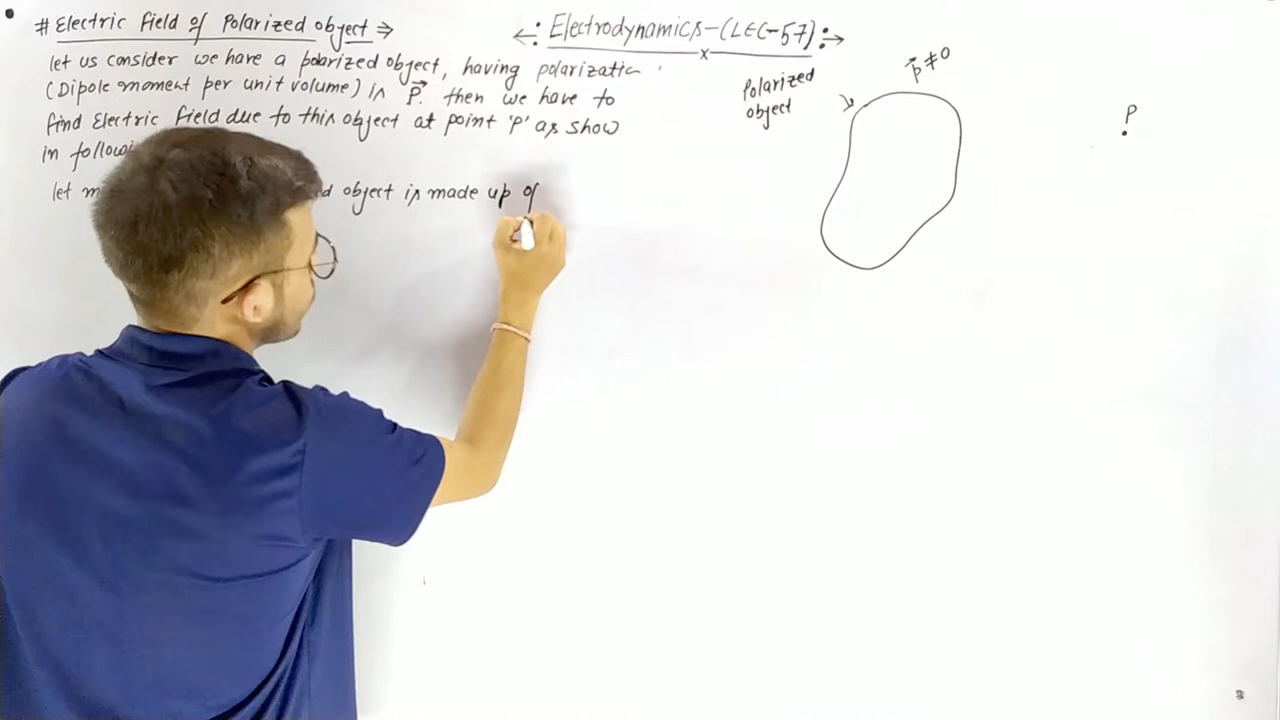 # Electric field of Polarized object ⇒
←: Electrodynamics-(LEC-57) :→
x
let us consider we have a polarized object, having polarizatic
(Dipole moment per unit volume) is P⃗. then we have to
find Electric field due to this object at point 'P' as show
in
let object is made up of
Polarized
object
P⃗≠0
P